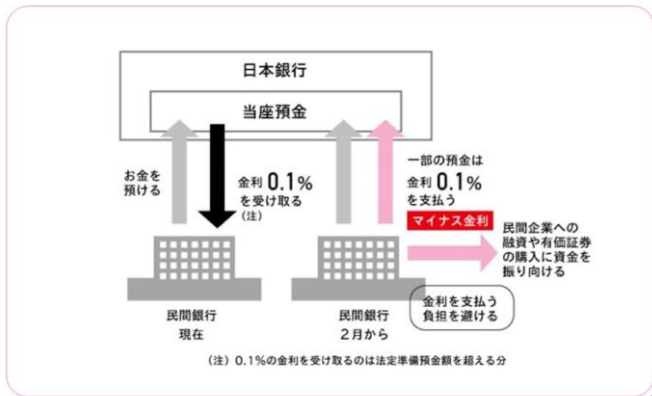 日本銀行
当座預金
お金を
預ける
金利 0.1%
を受け取る
(注)
一部の預金は
金利 0.1%
を支払う
マイナス金利
民間企業への
融資や有価証券
の購入に資金を
振り向ける
金利を支払う
負担を避ける
民間銀行
現在
民間銀行
2月から
(注) 0.1%の金利を受け取るのは法定準備預金額を超える分